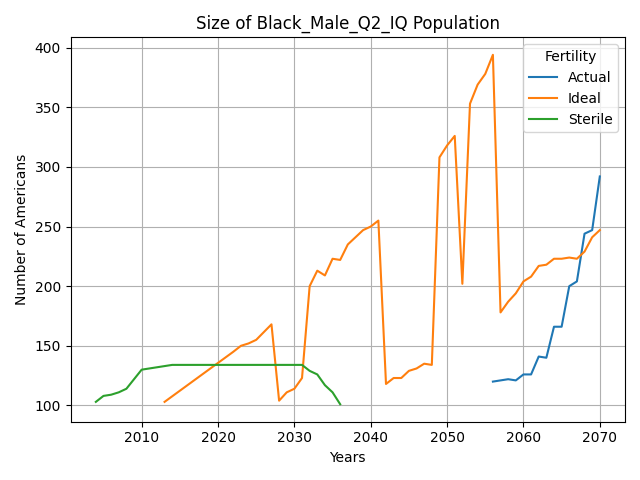 Size of Black_Male_Q2_IQ Population
Number of Americans
400
350
300
250
200
150
100
Fertility
Actual
Ideal
Sterile
2010 2020 2030 2040 2050 2060 2070
Years